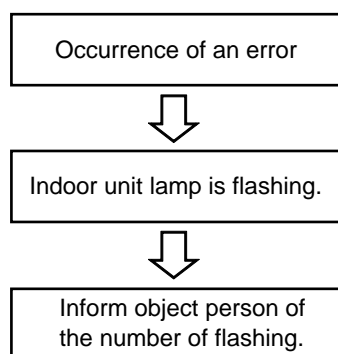 Occurrence of an error
Indoor unit lamp is flashing.
Inform object person of
the number of flashing.